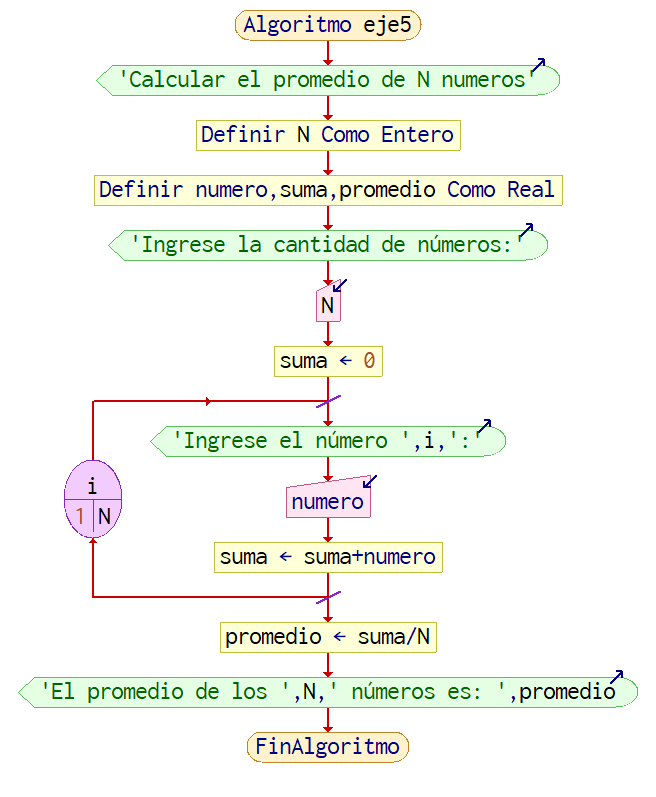 Algoritmo eje5
'Calcular el promedio de N numeros'
Definir N Como Entero
Definir numero,suma,promedio Como Real
'Ingrese la cantidad de números:'
N
suma ← 0
'Ingrese el número ',i,':'
i
1 N
numero
suma ← suma+numero
promedio ← suma/N
'El promedio de los ',N,' números es: ',promedio
FinAlgoritmo